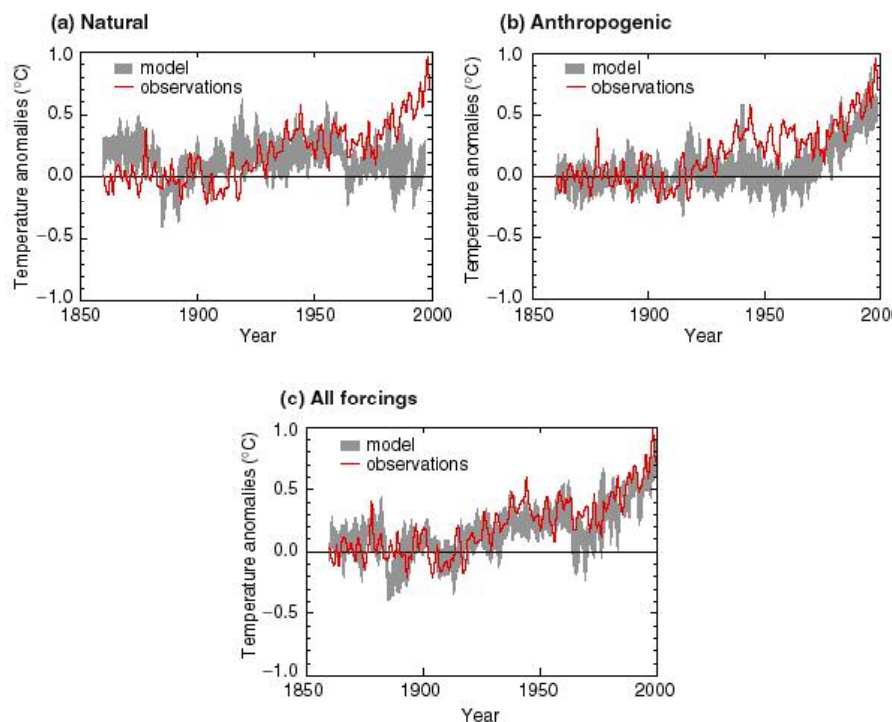 (a) Natural
(b) Anthropogenic
Temperature anomalies (°C)
1.0
0.5
0.0
−0.5
−1.0
model
observations
1850
1900
1950
2000
Year
Temperature anomalies (°C)
1.0
0.5
0.0
−0.5
−1.0
model
observations
1850
1900
1950
200
Year
(c) All forcings
Temperature anomalies (°C)
1.0
0.5
0.0
−0.5
−1.0
model
observations
1850
1900
1950
2000
Year